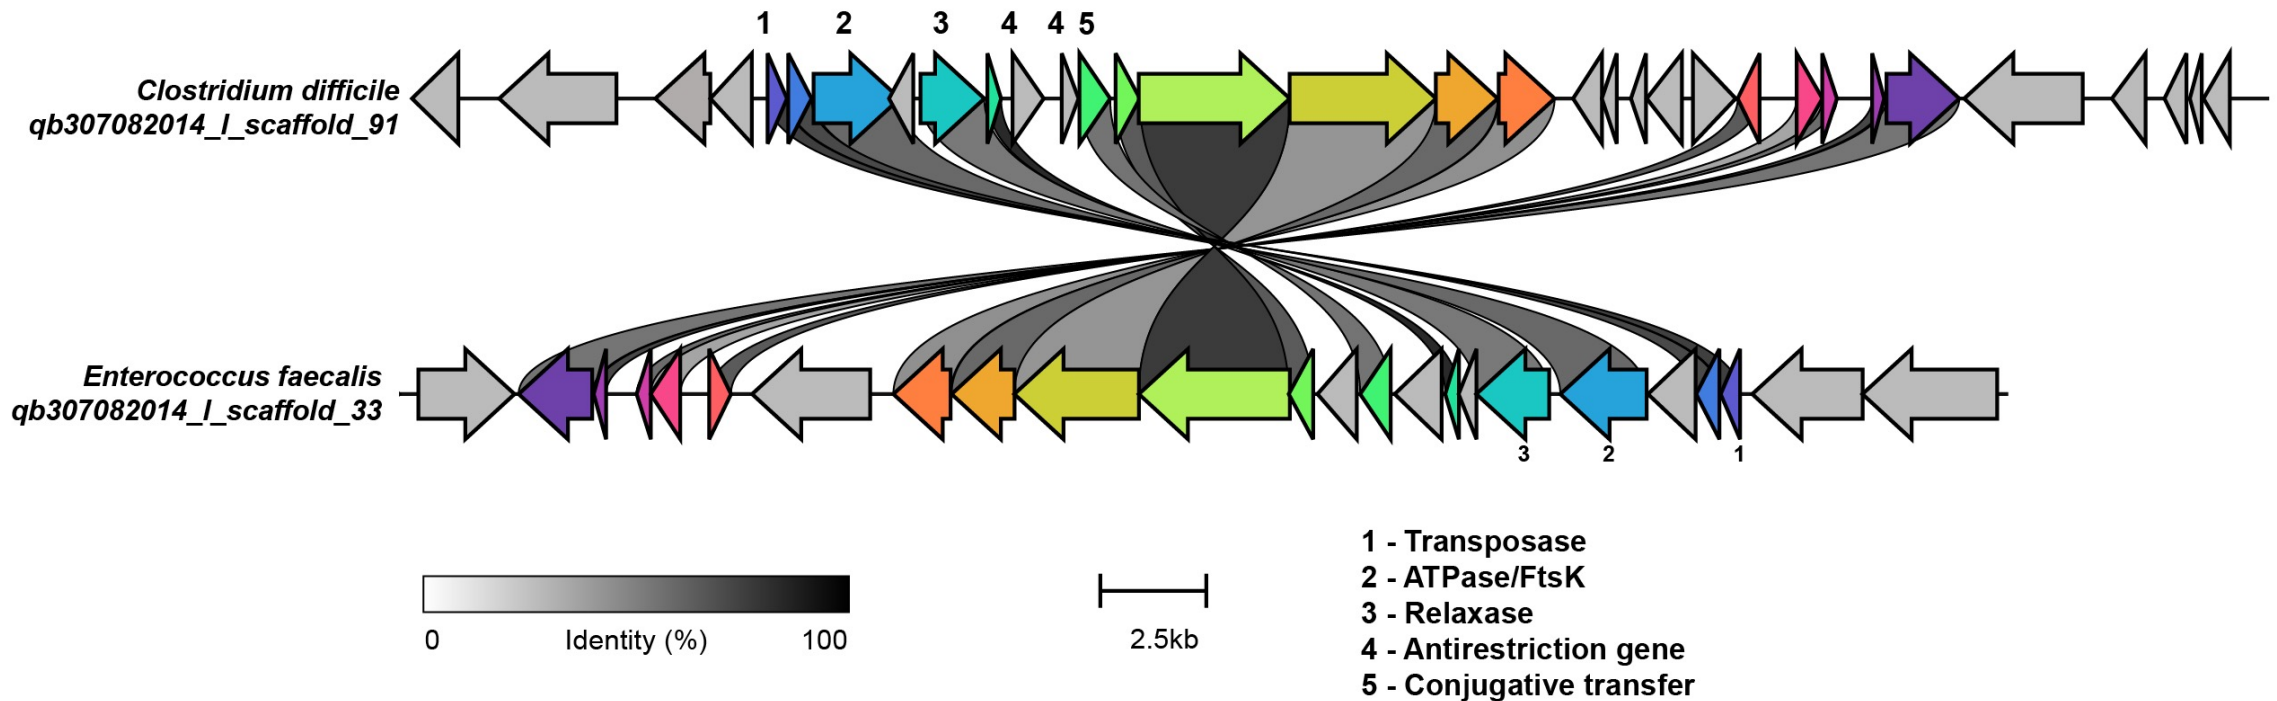 1 2 3 4 4 5
Clostridium difficile
qb307082014_I_scaffold_91
Enterococcus faecalis
qb307082014_I_scaffold_33
3 2 1
0 Identity (%) 100
2.5kb
1 - Transposase
2 - ATPase/FtsK
3 - Relaxase
4 - Antirestriction gene
5 - Conjugative transfer